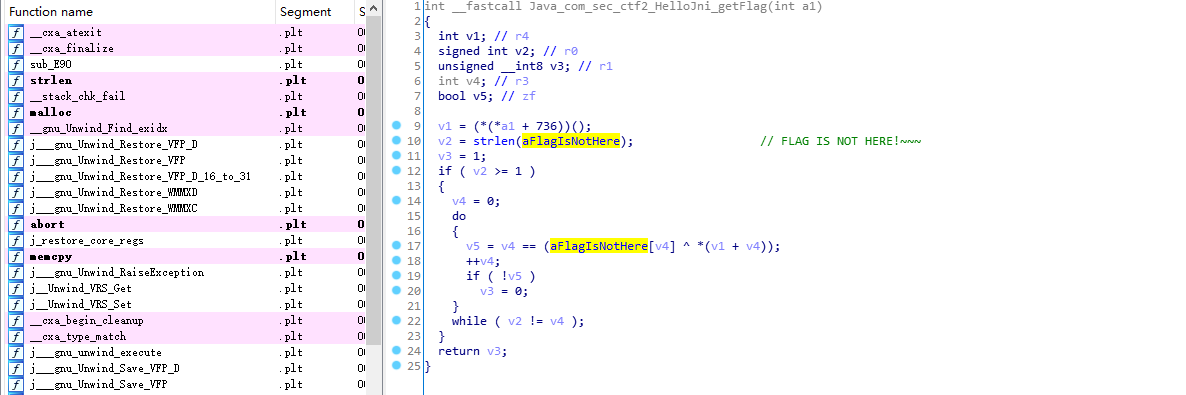 Function name Segment S
f __cxa_atexit .plt 0
f __cxa_finalize .plt 0
f sub_E90 .plt 0
f strlen .plt 0
f __stack_chk_fail .plt 0
f malloc .plt 0
f __gnu_Unwind_Find_exidx .plt 0
f j___gnu_Unwind_Restore_VFP_D .plt 0
f j___gnu_Unwind_Restore_VFP .plt 0
f j___gnu_Unwind_Restore_VFP_D_16_to_31 .plt 0
f j___gnu_Unwind_Restore_WMMXD .plt 0
f j___gnu_Unwind_Restore_WMMXC .plt 0
f abort .plt 0
f j_restore_core_regs .plt 0
f memcpy .plt 0
f j___gnu_Unwind_RaiseException .plt 0
f j__Unwind_VRS_Get .plt 0
f j__Unwind_VRS_Set .plt 0
f __cxa_begin_cleanup .plt 0
f __cxa_type_match .plt 0
f j___gnu_unwind_execute .plt 0
f j___gnu_Unwind_Save_VFP_D .plt 0
f j___gnu_Unwind_Save_VFP .plt 0
1 int __fastcall Java_com_sec_ctf2_HelloJni_getFlag(int a1)
2 {
3 int v1; // r4
4 signed int v2; // r0
5 unsigned __int8 v3; // r1
6 int v4; // r3
7 bool v5; // zf
8
9 v1 = (*(*a1 + 736))();
10 v2 = strlen(aFlagIsNotHere); // FLAG IS NOT HERE!~~~
11 v3 = 1;
12 if ( v2 >= 1 )
13 {
14 v4 = 0;
15 do
16 {
17 v5 = v4 == (aFlagIsNotHere[v4] ^ *(v1 + v4));
18 ++v4;
19 if ( !v5 )
20 v3 = 0;
21 }
22 while ( v2 != v4 );
23 }
24 return v3;
25 }